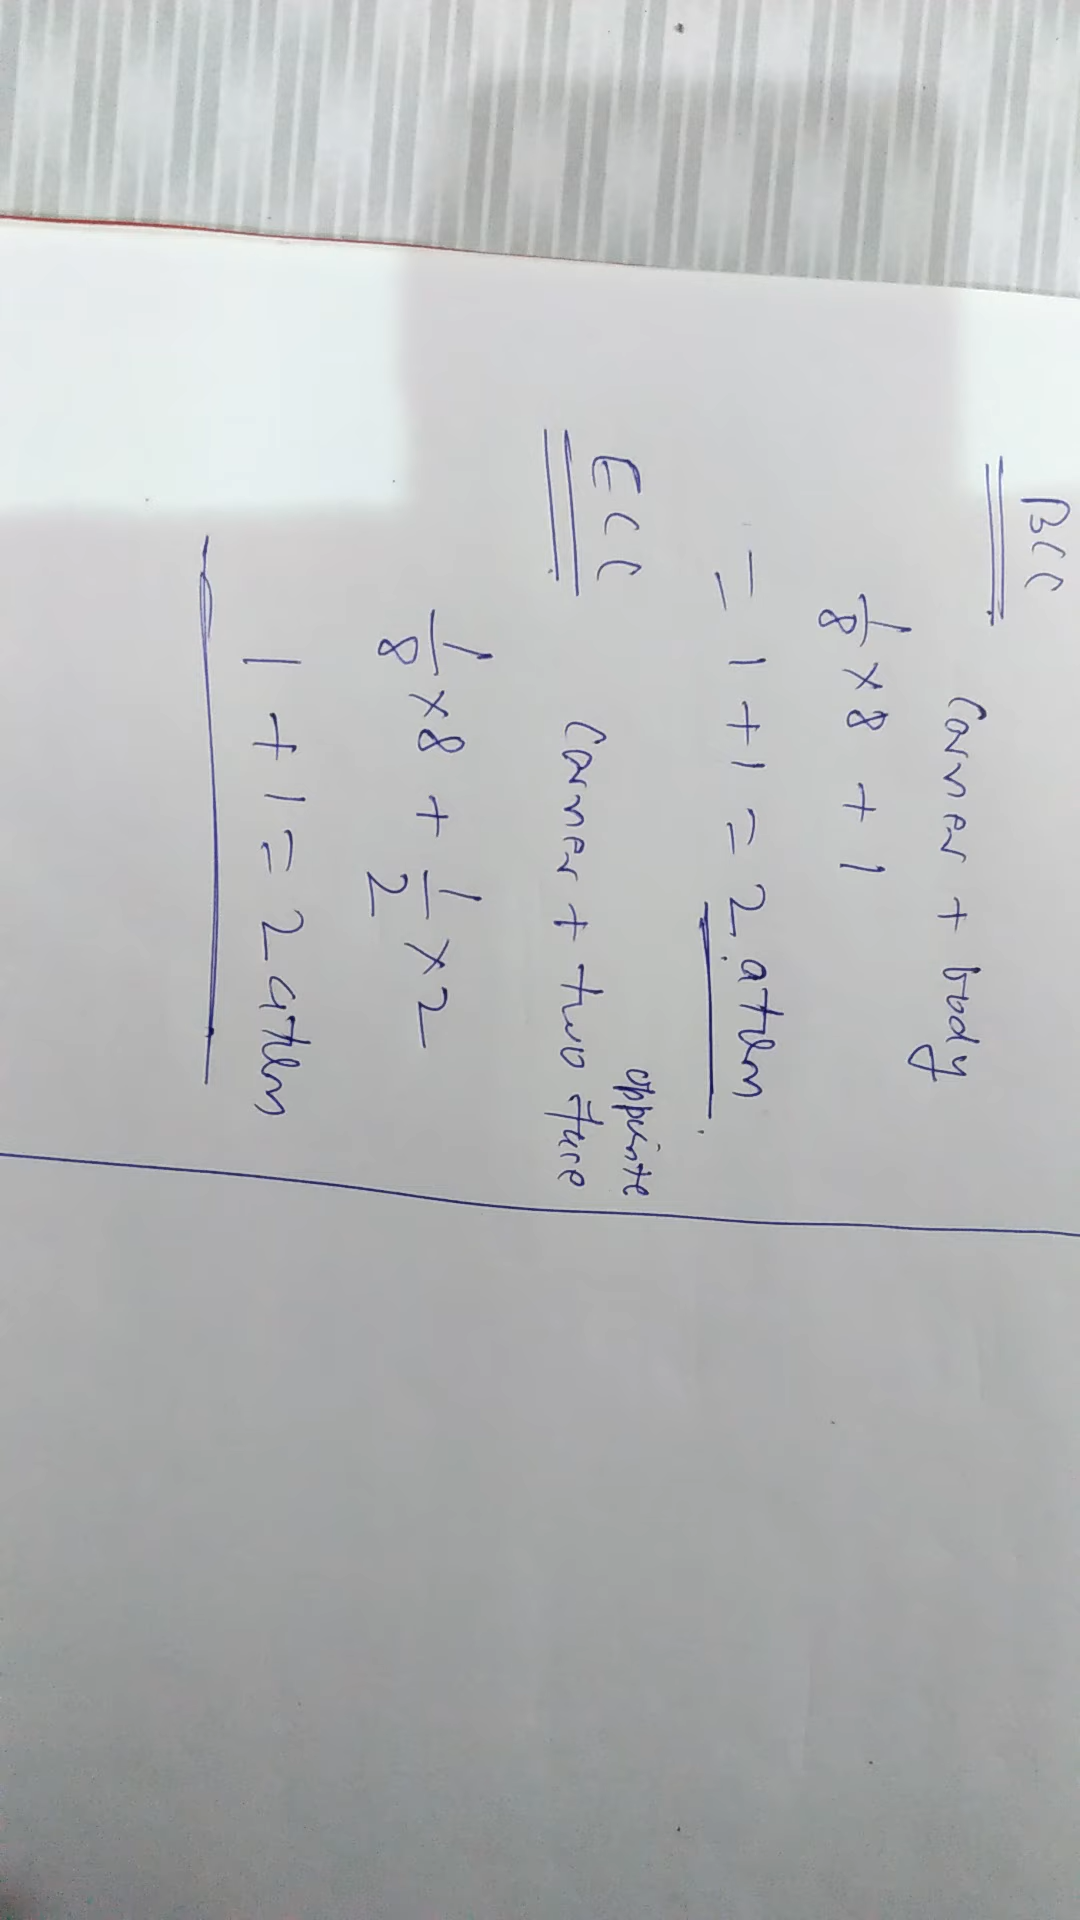 BCC
Corner + body
1/8 × 8 + 1
= 1 + 1 = 2 atom
ECC
opposite
Corner + two face
1/8 × 8 + 1/2 × 2
1 + 1 = 2 atom